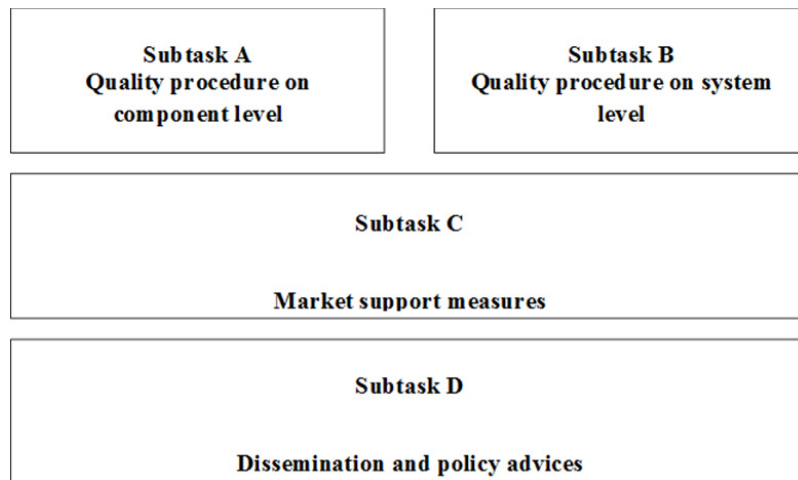 Subtask A
Quality procedure on
component level
Subtask B
Quality procedure on system
level
Subtask C
Market support measures
Subtask D
Dissemination and policy advices